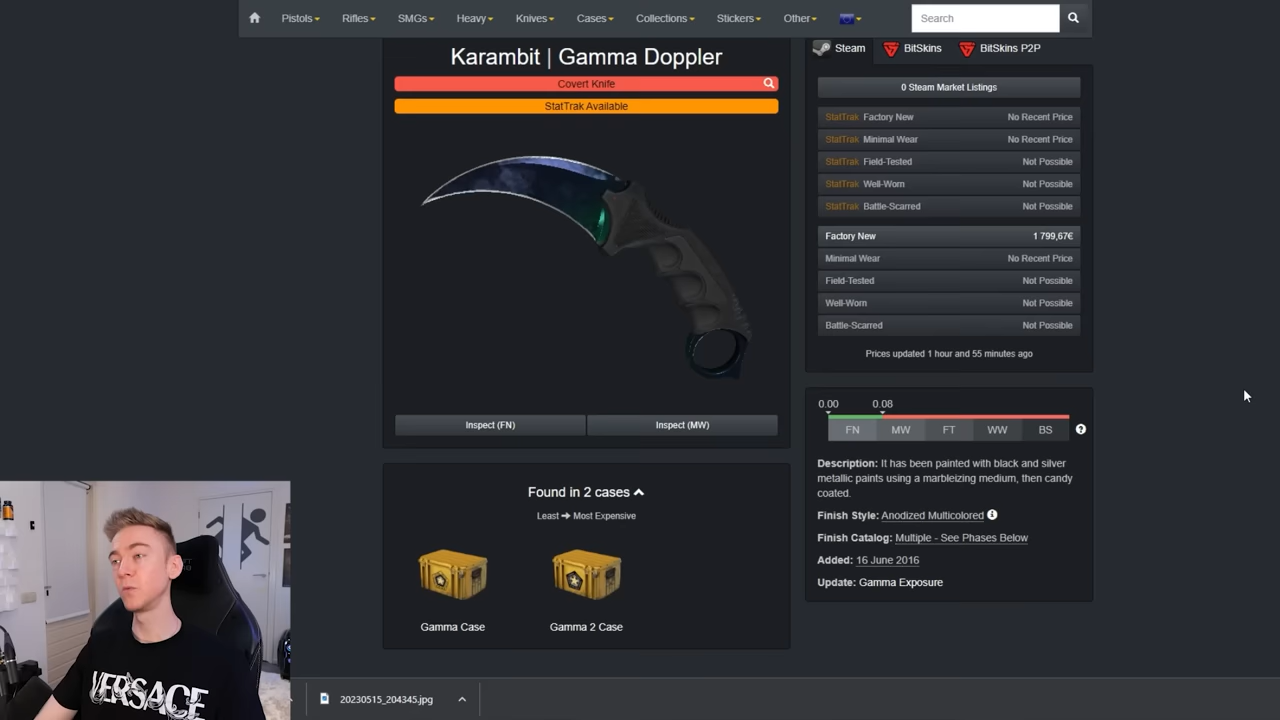 Pistols
Rifles
SMGs
Heavy
Knives
Cases
Collections
Stickers
Other
Search
Karambit | Gamma Doppler
Covert Knife
StatTrak Available
Inspect (FN)
Inspect (MW)
Found in 2 cases
Least ➔ Most Expensive
Gamma Case
Gamma 2 Case
Steam
BitSkins
BitSkins P2P
0 Steam Market Listings
StatTrak Factory New No Recent Price
StatTrak Minimal Wear No Recent Price
StatTrak Field-Tested Not Possible
StatTrak Well-Worn Not Possible
StatTrak Battle-Scarred Not Possible
Factory New 1 799,67€
Minimal Wear No Recent Price
Field-Tested Not Possible
Well-Worn Not Possible
Battle-Scarred Not Possible
Prices updated 1 hour and 55 minutes ago
0.00 0.08
FN MW FT WW BS
Description: It has been painted with black and silver
metallic paints using a marbleizing medium, then candy
coated.
Finish Style: Anodized Multicolored
Finish Catalog: Multiple - See Phases Below
Added: 16 June 2016
Update: Gamma Exposure
VERSACE
20230515_204345.jpg